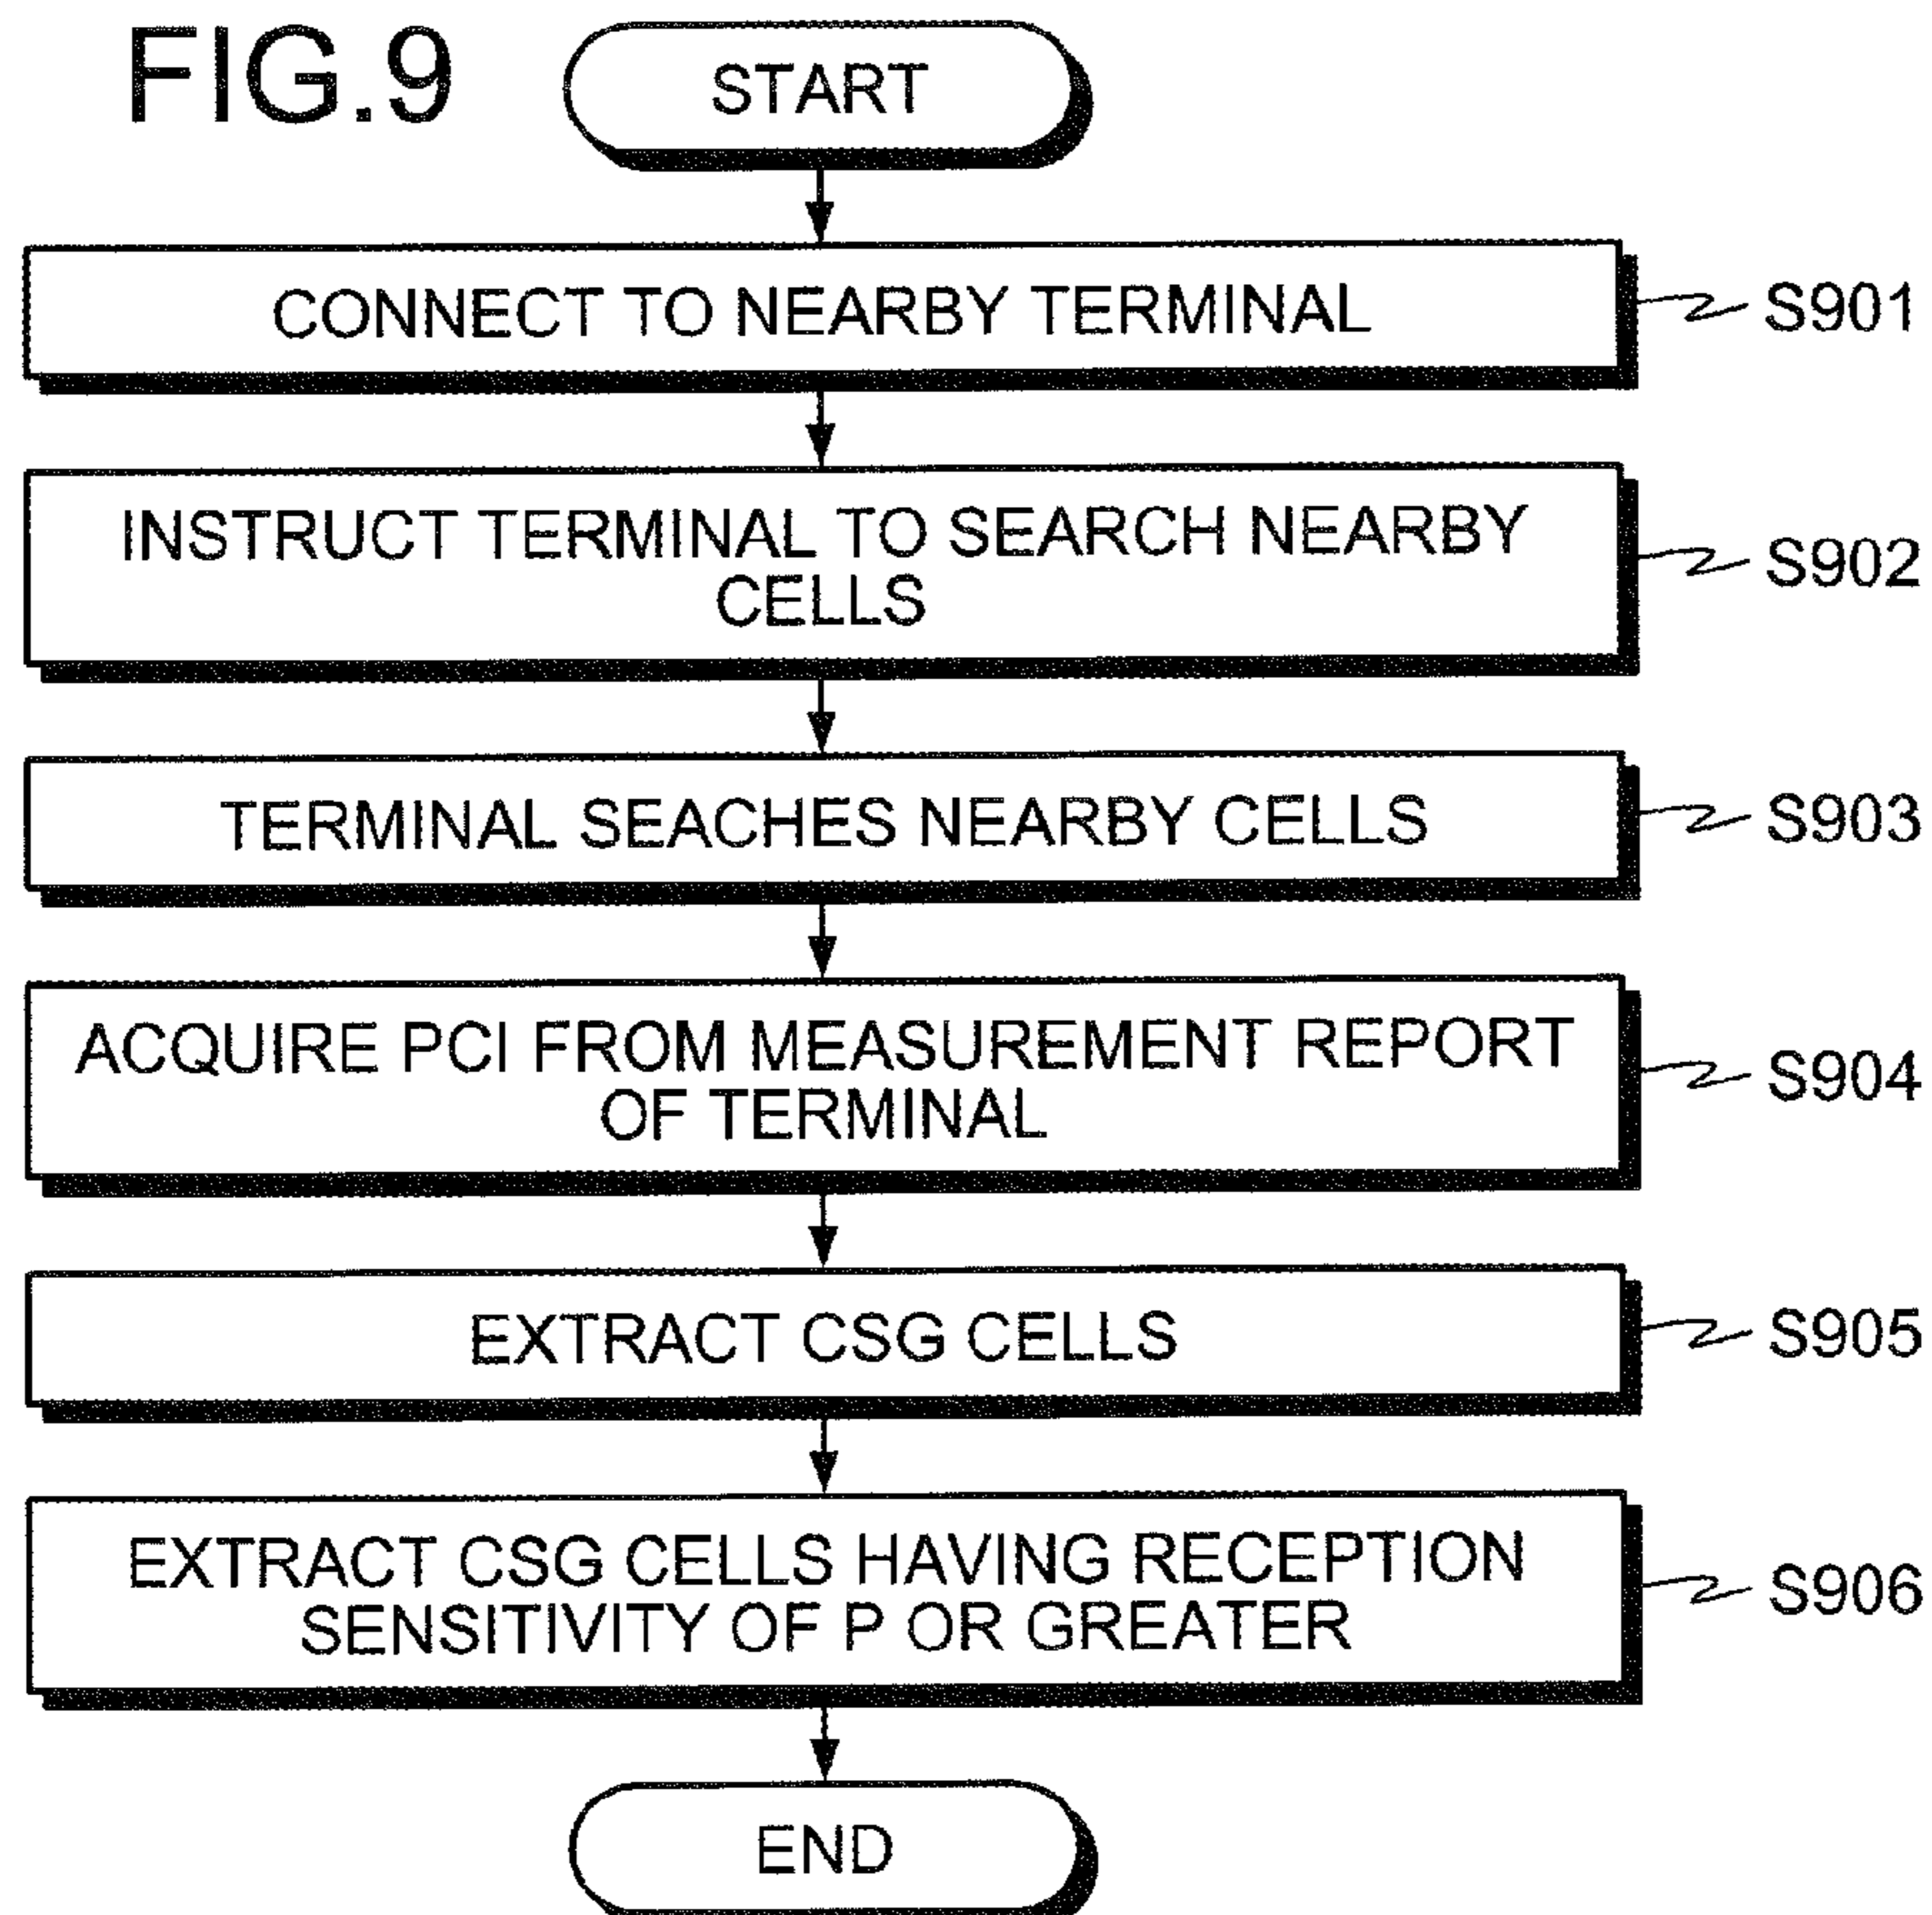 FIG.9
START
CONNECT TO NEARBY TERMINAL
S901
INSTRUCT TERMINAL TO SEARCH NEARBY
CELLS
S902
TERMINAL SEACHES NEARBY CELLS
S903
ACQUIRE PCI FROM MEASUREMENT REPORT
OF TERMINAL
S904
EXTRACT CSG CELLS
S905
EXTRACT CSG CELLS HAVING RECEPTION
SENSITIVITY OF P OR GREATER
S906
END